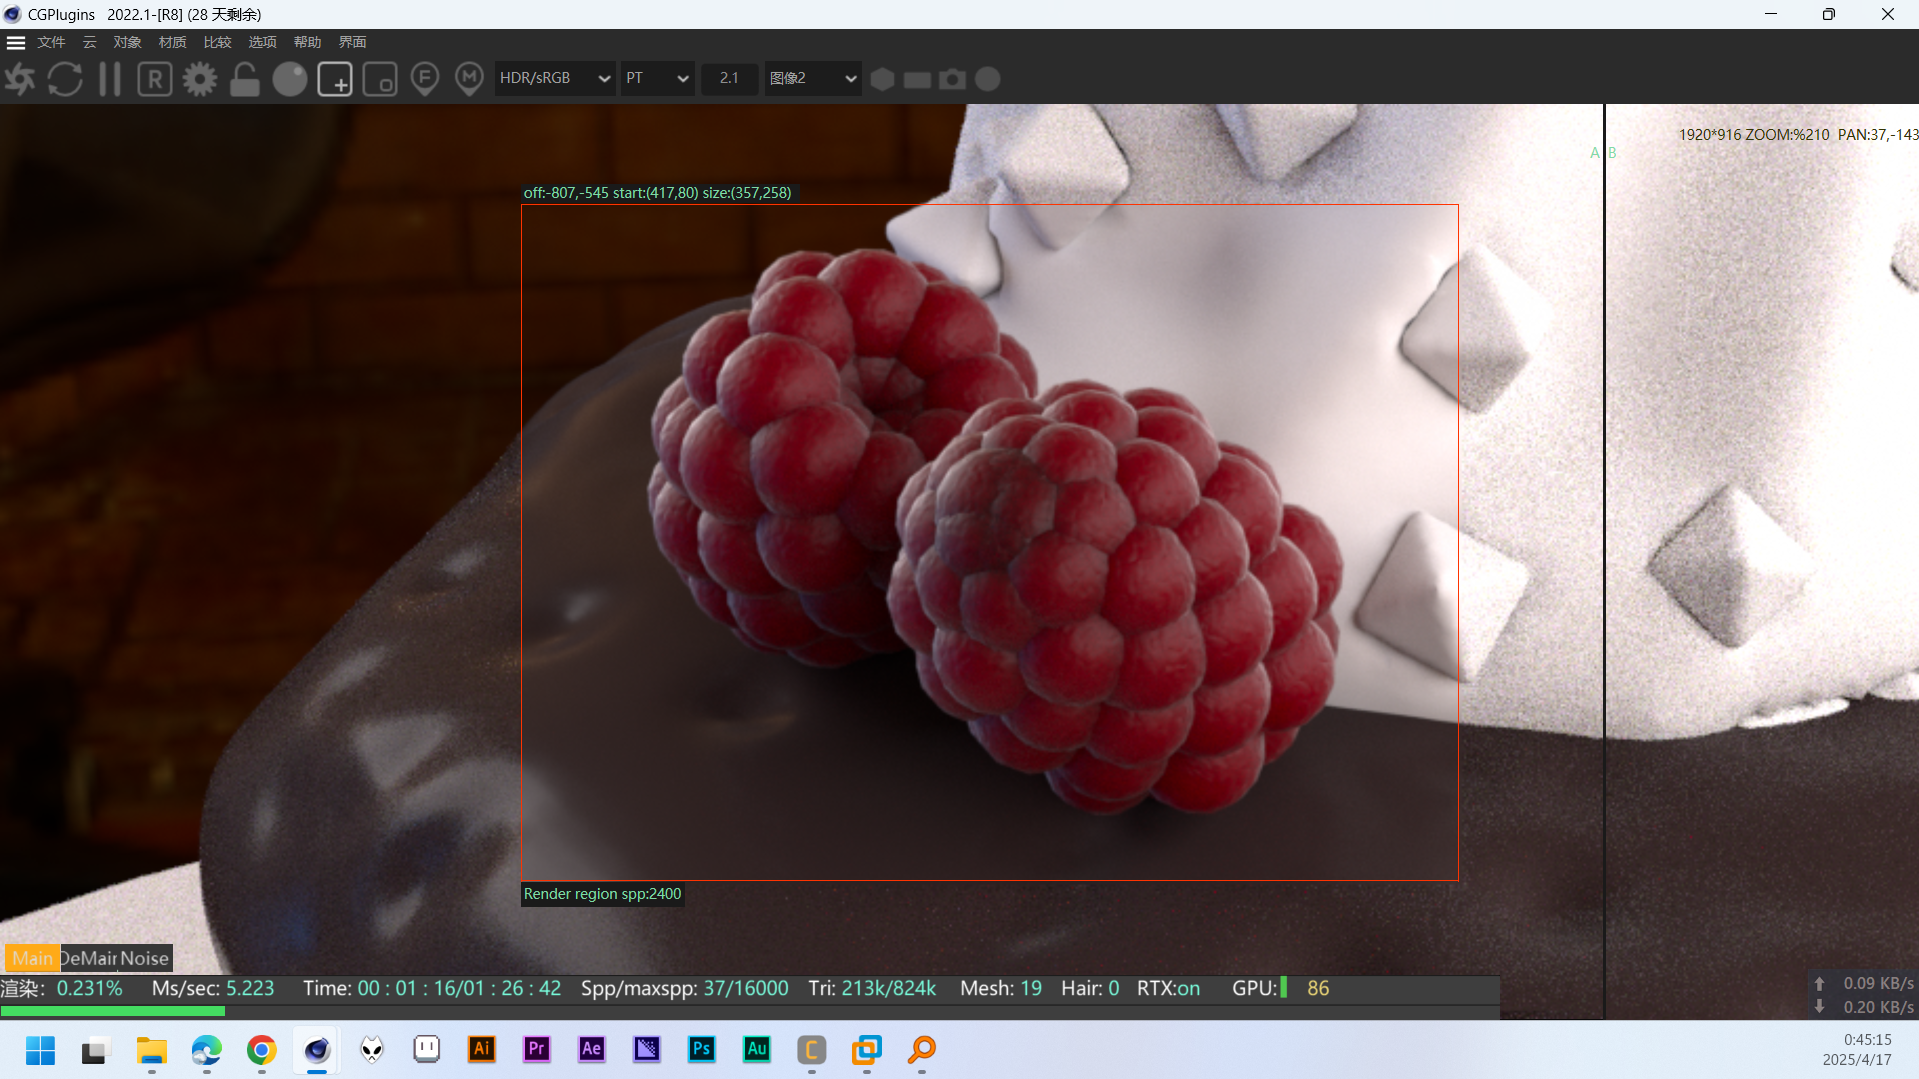 CGPlugins 2022.1-[R8] (28 天剩余)
文件 云 对象 材质 比较 选项 帮助 界面
R F M HDR/sRGB PT 2.1 图像2
1920*916 ZOOM:%210 PAN:37,-143
A B
off:-807,-545 start:(417,80) size:(357,258)
Render region spp:2400
Main DeMain Noise
渲染: 0.231% Ms/sec: 5.223 Time: 00 : 01 : 16/01 : 26 : 42 Spp/maxspp: 37/16000 Tri: 213k/824k Mesh: 19 Hair: 0 RTX:on GPU: 86
0.09 KB/s
0.20 KB/s
Ai Pr Ae Ps Au C
0:45:15
2025/4/17